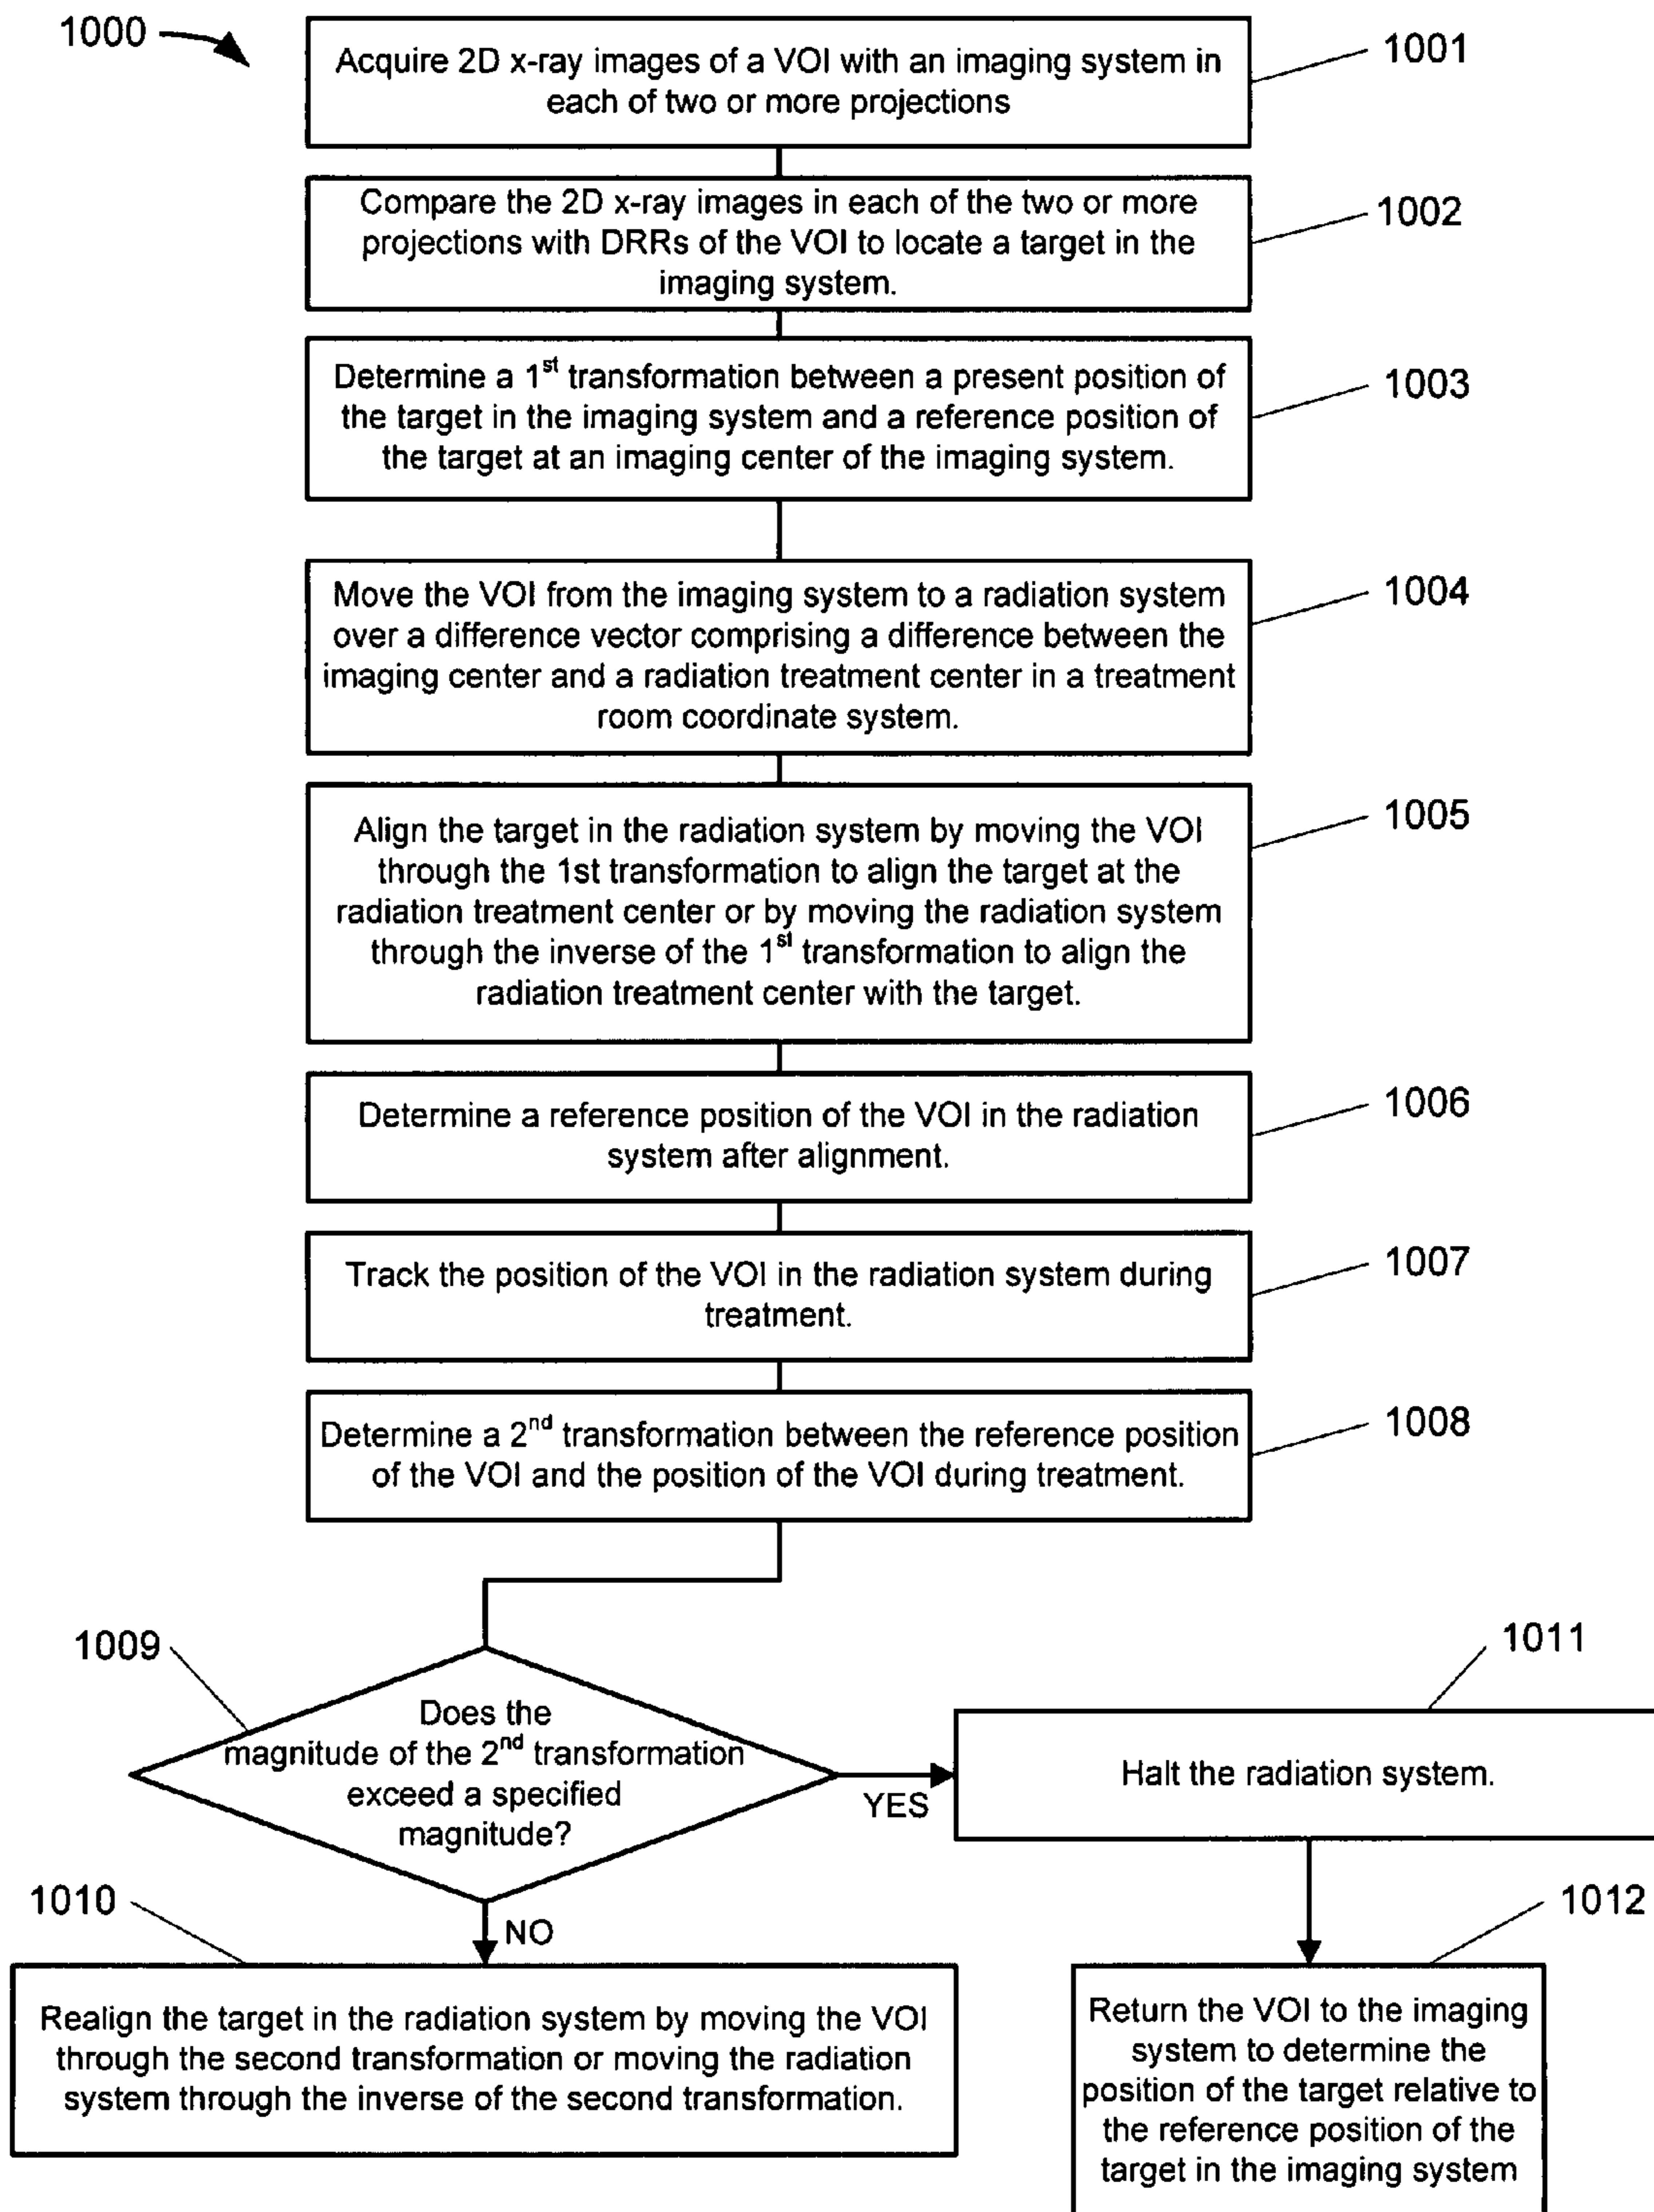 1000
Acquire 2D x-ray images of a VOI with an imaging system in
each of two or more projections
1001
Compare the 2D x-ray images in each of the two or more
projections with DRRs of the VOI to locate a target in the
imaging system.
1002
Determine a 1st transformation between a present position of
the target in the imaging system and a reference position of
the target at an imaging center of the imaging system.
1003
Move the VOI from the imaging system to a radiation system
over a difference vector comprising a difference between the
imaging center and a radiation treatment center in a treatment
room coordinate system.
1004
Align the target in the radiation system by moving the VOI
through the 1st transformation to align the target at the
radiation treatment center or by moving the radiation system
through the inverse of the 1st transformation to align the
radiation treatment center with the target.
1005
Determine a reference position of the VOI in the radiation
system after alignment.
1006
Track the position of the VOI in the radiation system during
treatment.
1007
Determine a 2nd transformation between the reference position
of the VOI and the position of the VOI during treatment.
1008
1009
Does the
magnitude of the 2nd transformation
exceed a specified
magnitude?
YES
1011
Halt the radiation system.
NO
1010
Realign the target in the radiation system by moving the VOI
through the second transformation or moving the radiation
system through the inverse of the second transformation.
1012
Return the VOI to the imaging
system to determine the
position of the target relative to
the reference position of the
target in the imaging system